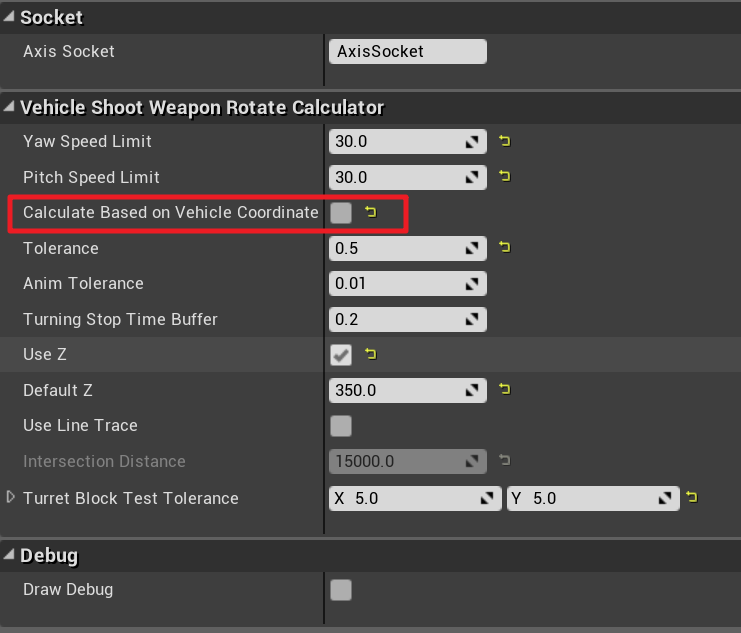 Socket
Axis Socket AxisSocket
Vehicle Shoot Weapon Rotate Calculator
Yaw Speed Limit 30.0
Pitch Speed Limit 30.0
Calculate Based on Vehicle Coordinate
Tolerance 0.5
Anim Tolerance 0.01
Turning Stop Time Buffer 0.2
Use Z
Default Z 350.0
Use Line Trace
Intersection Distance 15000.0
Turret Block Test Tolerance X 5.0 Y 5.0
Debug
Draw Debug